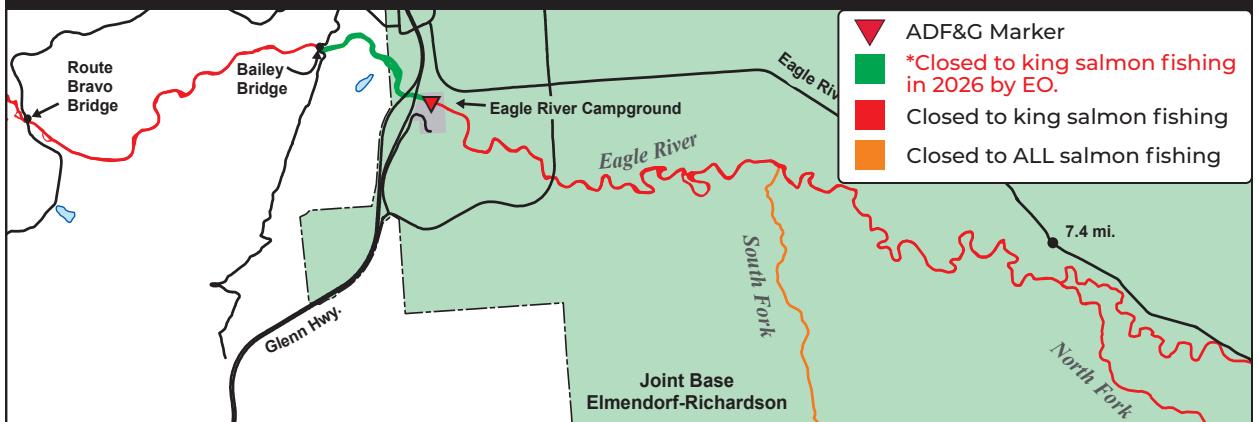 ADF&G Marker
*Closed to king salmon fishing
in 2026 by EO.
Closed to king salmon fishing
Closed to ALL salmon fishing
Route
Bravo
Bridge
Bailey
Bridge
Eagle River Campground
Eagle Riv
Eagle River
7.4 mi.
South Fork
Glenn Hwy.
North Fork
Joint Base
Elmendorf-Richardson